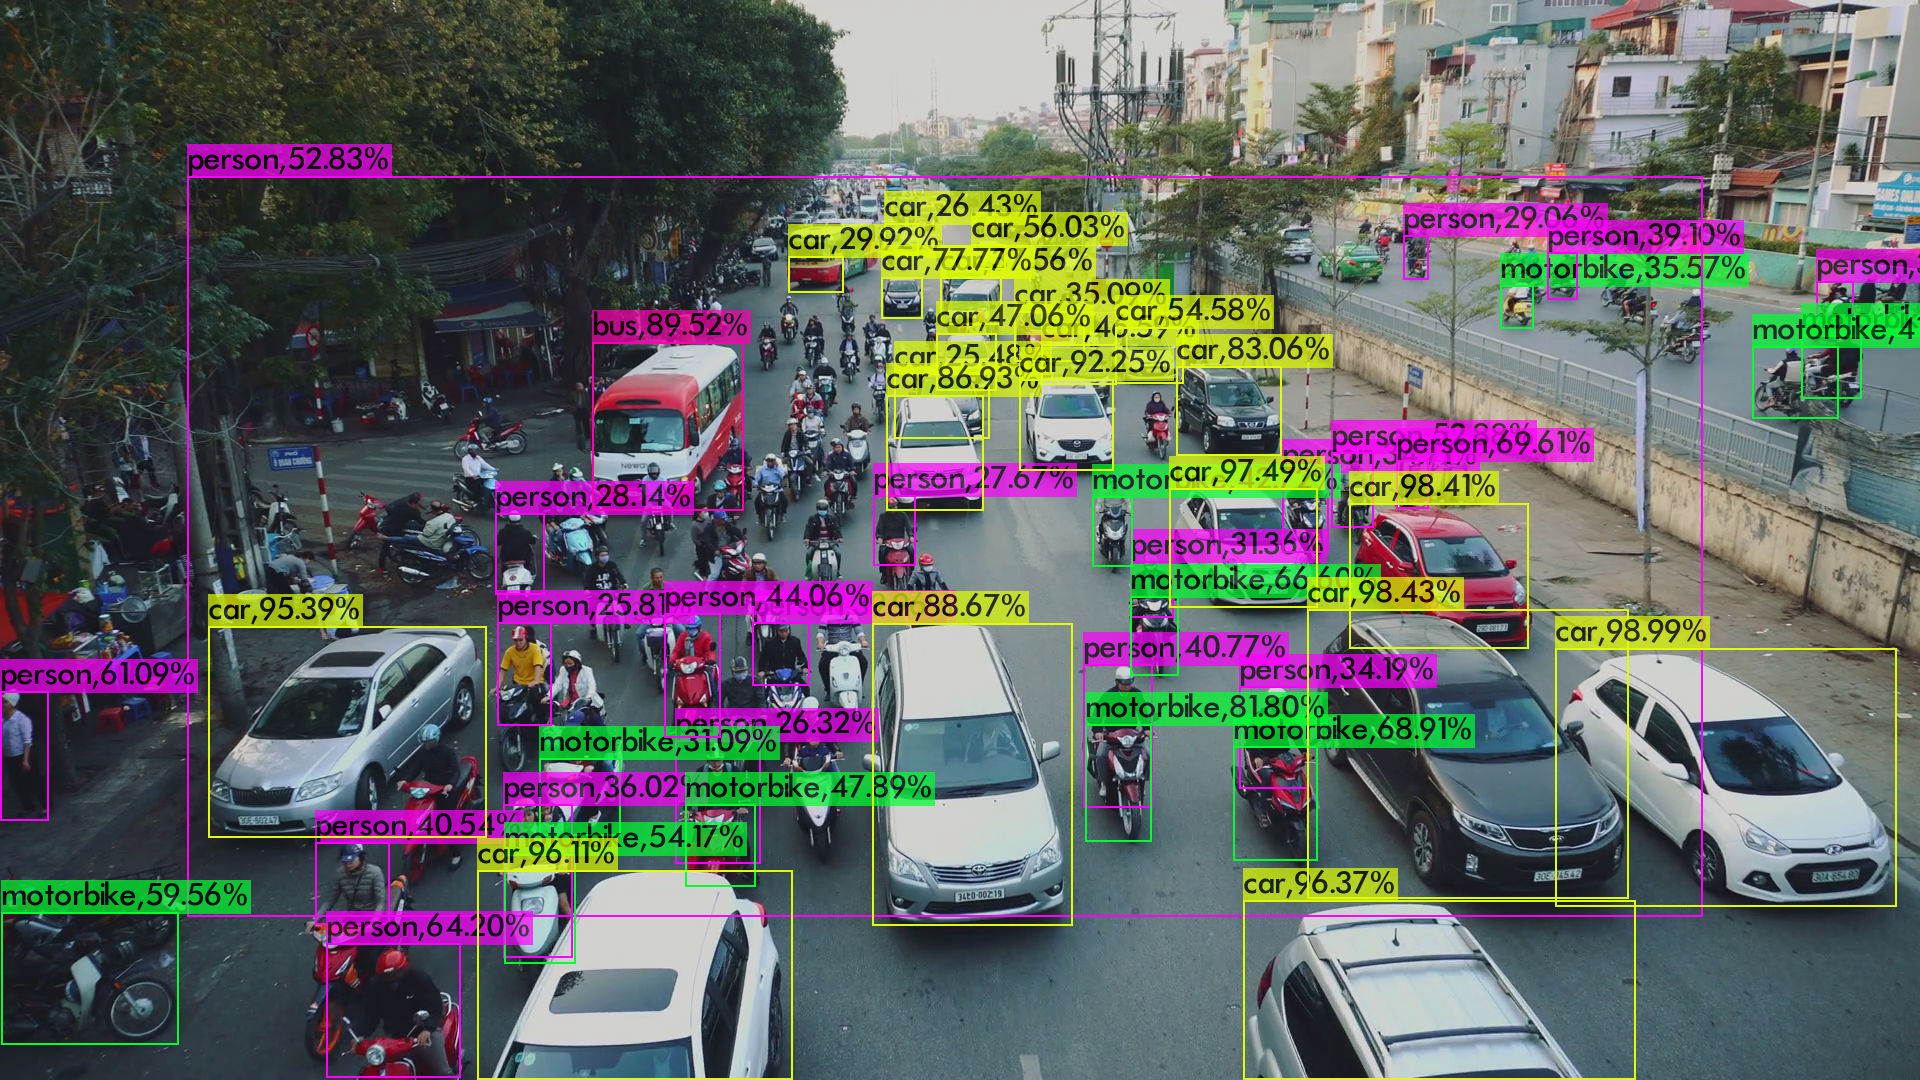 person,52.83%
car,26.43%
person,29.06%
car,56.03%
car,29.92%
person,39.10%
car,77.77%
56%
motorbike,35.57%
person,
car,35.09%
car,54.58%
car,47.06%
bus,89.52%
motorbike,4
car,83.06%
car,25.48%
car,92.25%
car,86.93%
person,69.61%
car,97.49%
person,27.67%
car,98.41%
person,28.14%
person,31.36%
motorbike,66.60%
car,98.43%
person,44.06%
person,25.81%
car,95.39%
car,88.67%
car,98.99%
person,40.77%
person,61.09%
person,34.19%
motorbike,81.80%
person,26.32%
motorbike,68.91%
motorbike,31.09%
person,36.02%
motorbike,47.89%
person,40.54%
motorbike,54.17%
car,96.11%
car,96.37%
motorbike,59.56%
person,64.20%